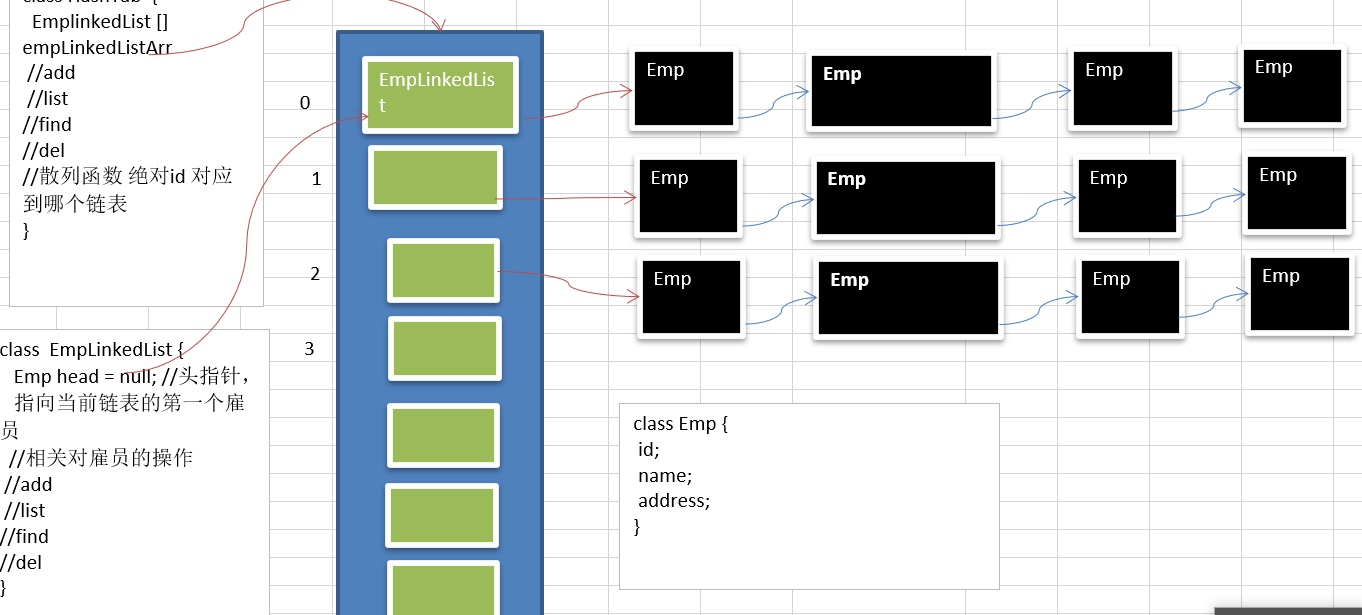 class HashTab {
EmplinkedList []
empLinkedListArr
//add
//list
//find
//del
//散列函数 绝对id 对应
到哪个链表
}
class EmpLinkedList {
Emp head = null; //头指针，
指向当前链表的第一个雇
员
//相关对雇员的操作
//add
//list
//find
//del
}
0
1
2
3
EmpLinkedLis
t
Emp
Emp
Emp
Emp
Emp
Emp
Emp
Emp
Emp
Emp
Emp
Emp
class Emp {
id;
name;
address;
}